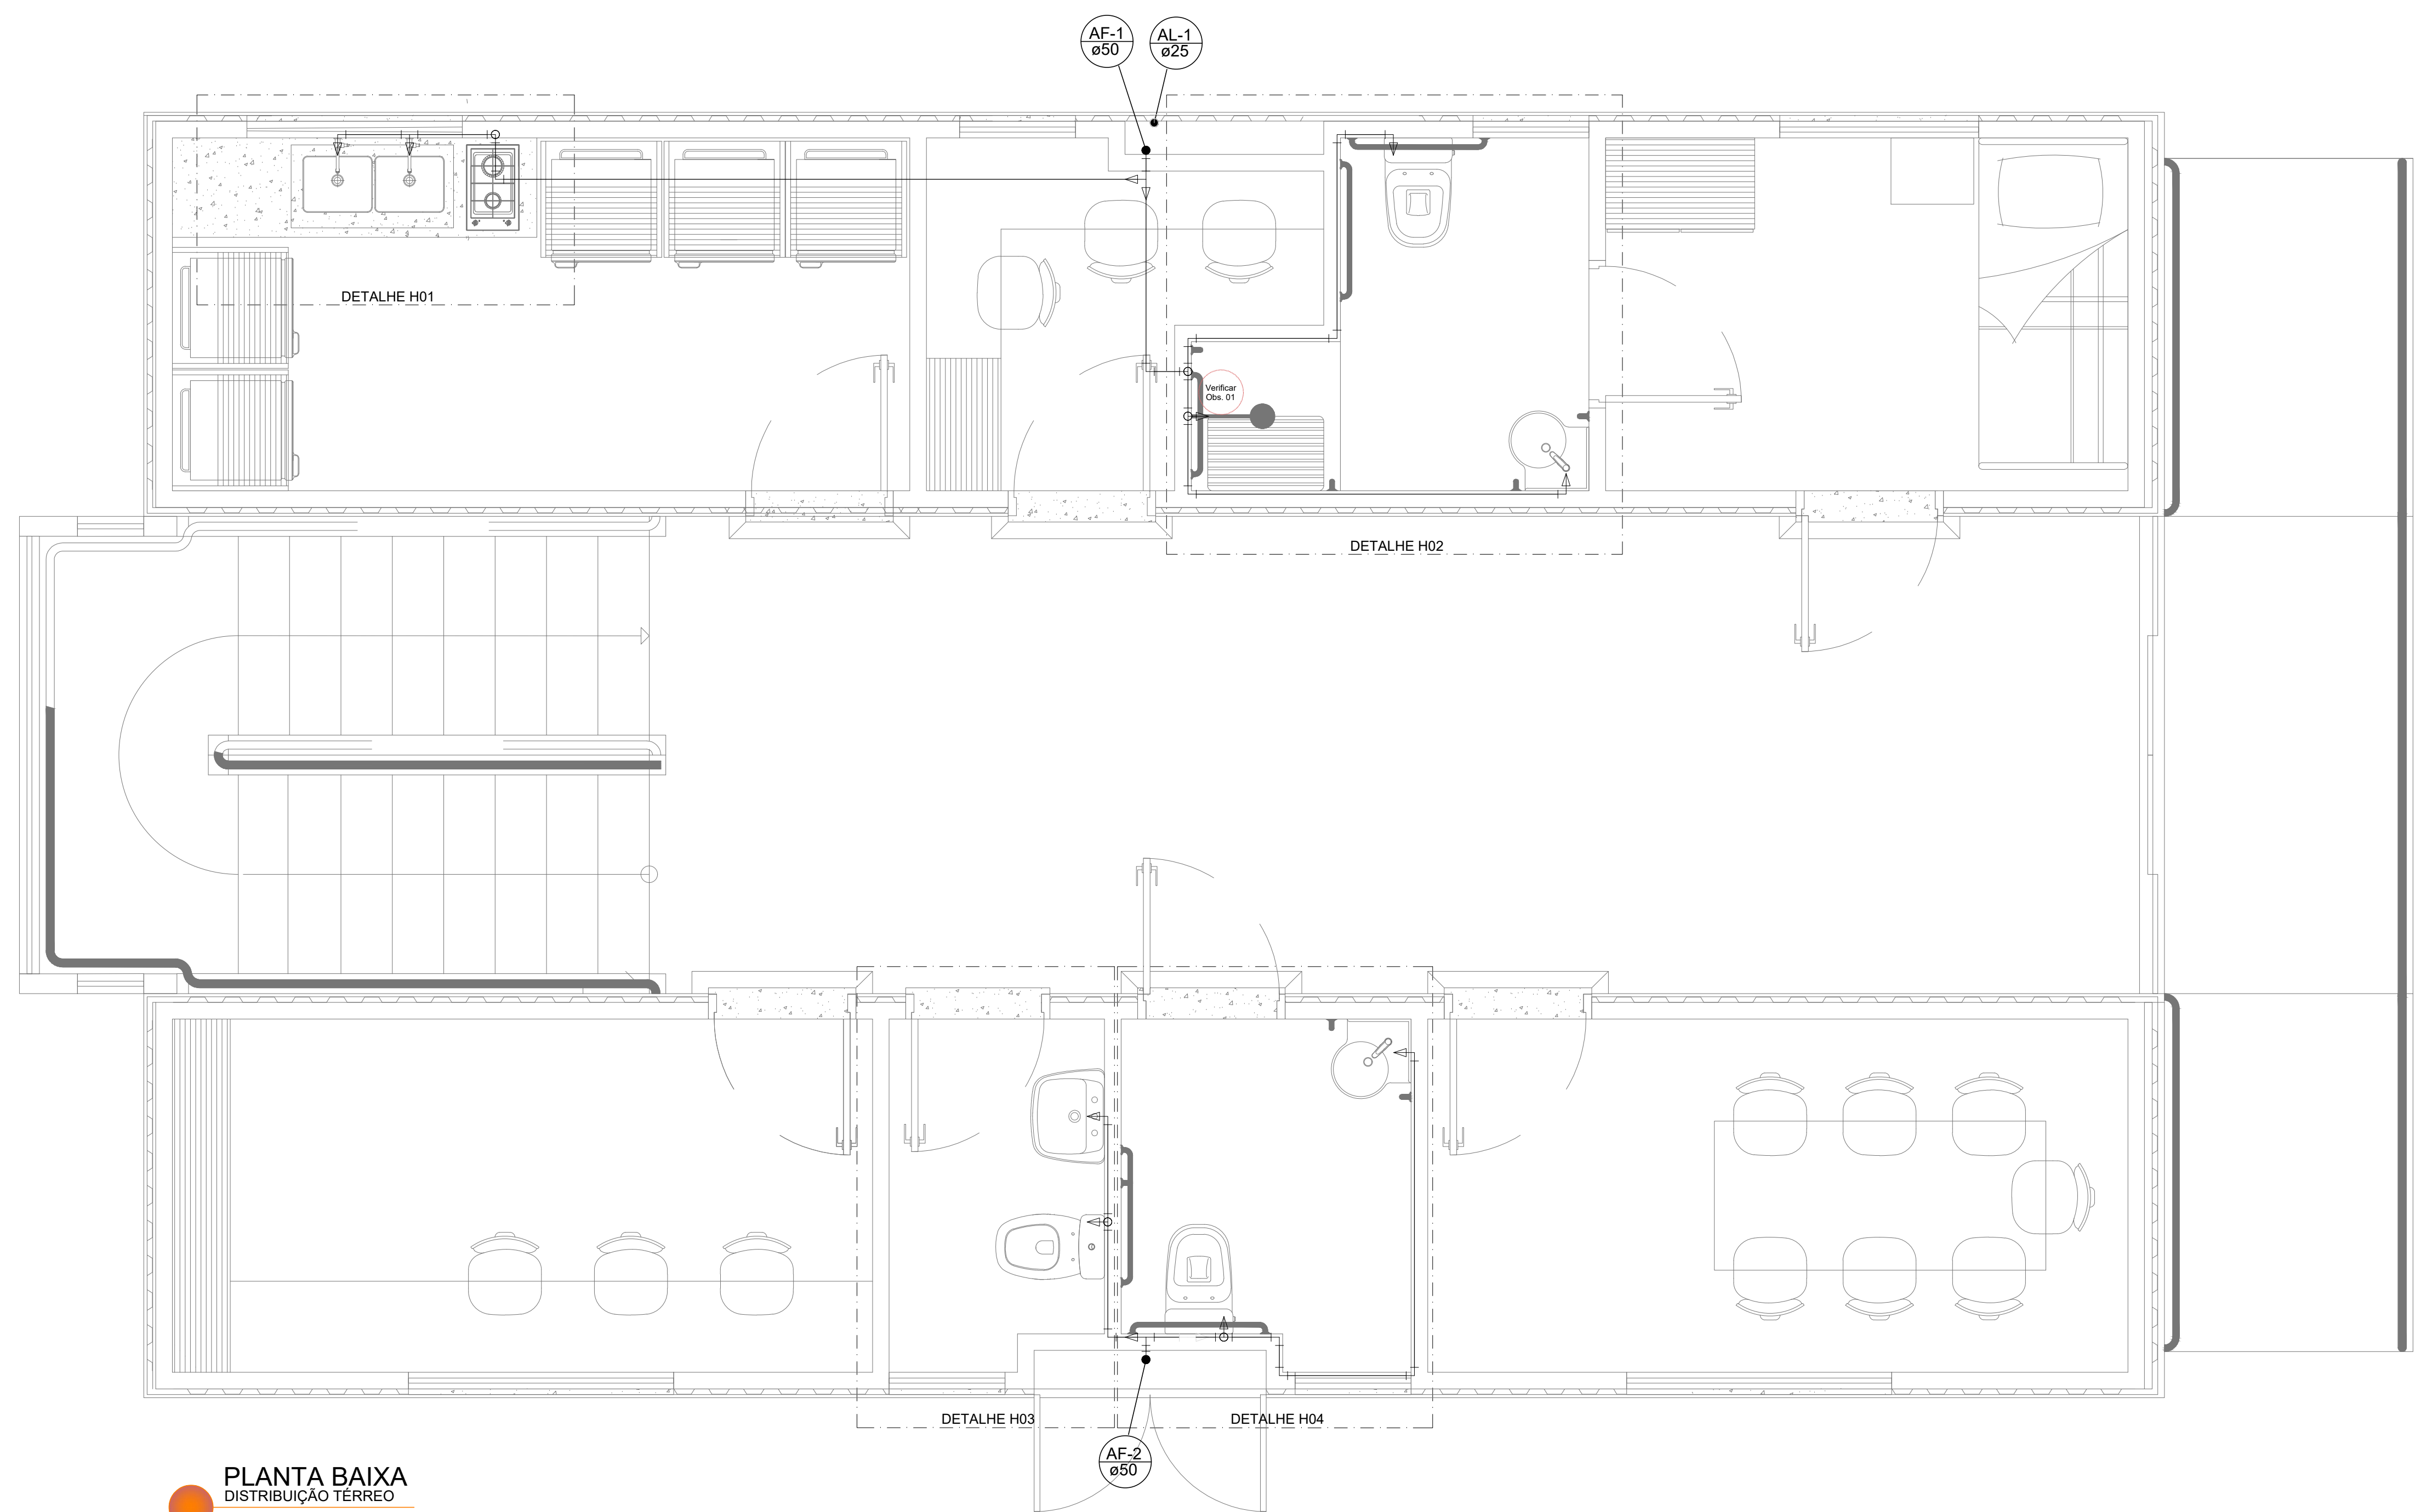 AF-1
ø50
AL-1
ø25
DETALHE H01
Verificar
Obs. 01
DETALHE H02
DETALHE H03
DETALHE H04
AF-2
ø50
PLANTA BAIXA
DISTRIBUIÇÃO TÉRREO